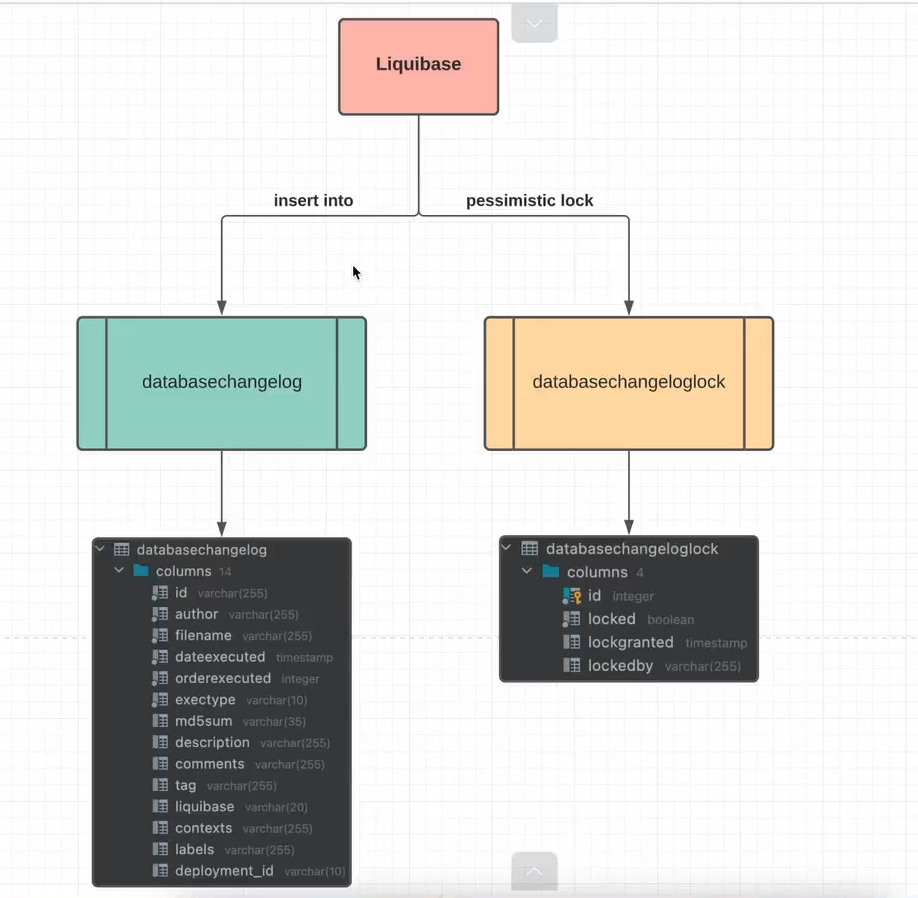 Liquibase
insert into
pessimistic lock
databasechangelog
databasechangeloglock
databasechangelog
columns 14
id varchar(255)
author varchar(255)
filename varchar(255)
dateexecuted timestamp
orderexecuted integer
exectype varchar(10)
md5sum varchar(35)
description varchar(255)
comments varchar(255)
tag varchar(255)
liquibase varchar(20)
contexts varchar(255)
labels varchar(255)
deployment_id varchar(10)
databasechangeloglock
columns 4
id integer
locked boolean
lockgranted timestamp
lockedby varchar(255)